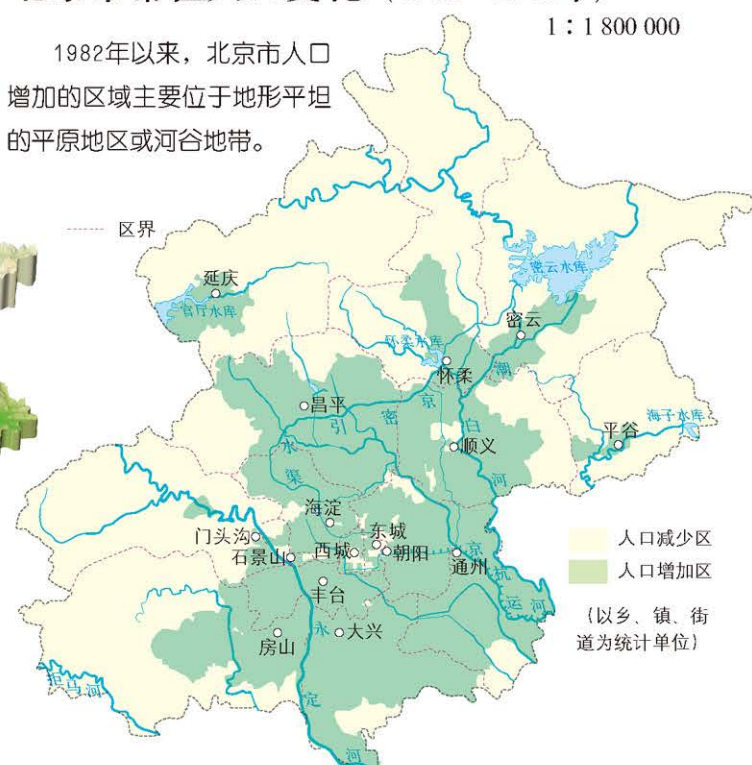 1:1 800 000
1982年以来，北京市人口
增加的区域主要位于地形平坦
的平原地区或河谷地带。
区界
延庆
官厅水库
密云水库
密云
怀柔水库
怀柔
潮
白
河
昌平
京
密
引
水
渠
顺义
平谷
海子水库
海淀
门头沟
石景山
西城
东城
朝阳
通州
京
杭
运河
丰台
永
定
河
房山
大兴
拒马河
人口减少区
人口增加区
（以乡、镇、街
道为统计单位）